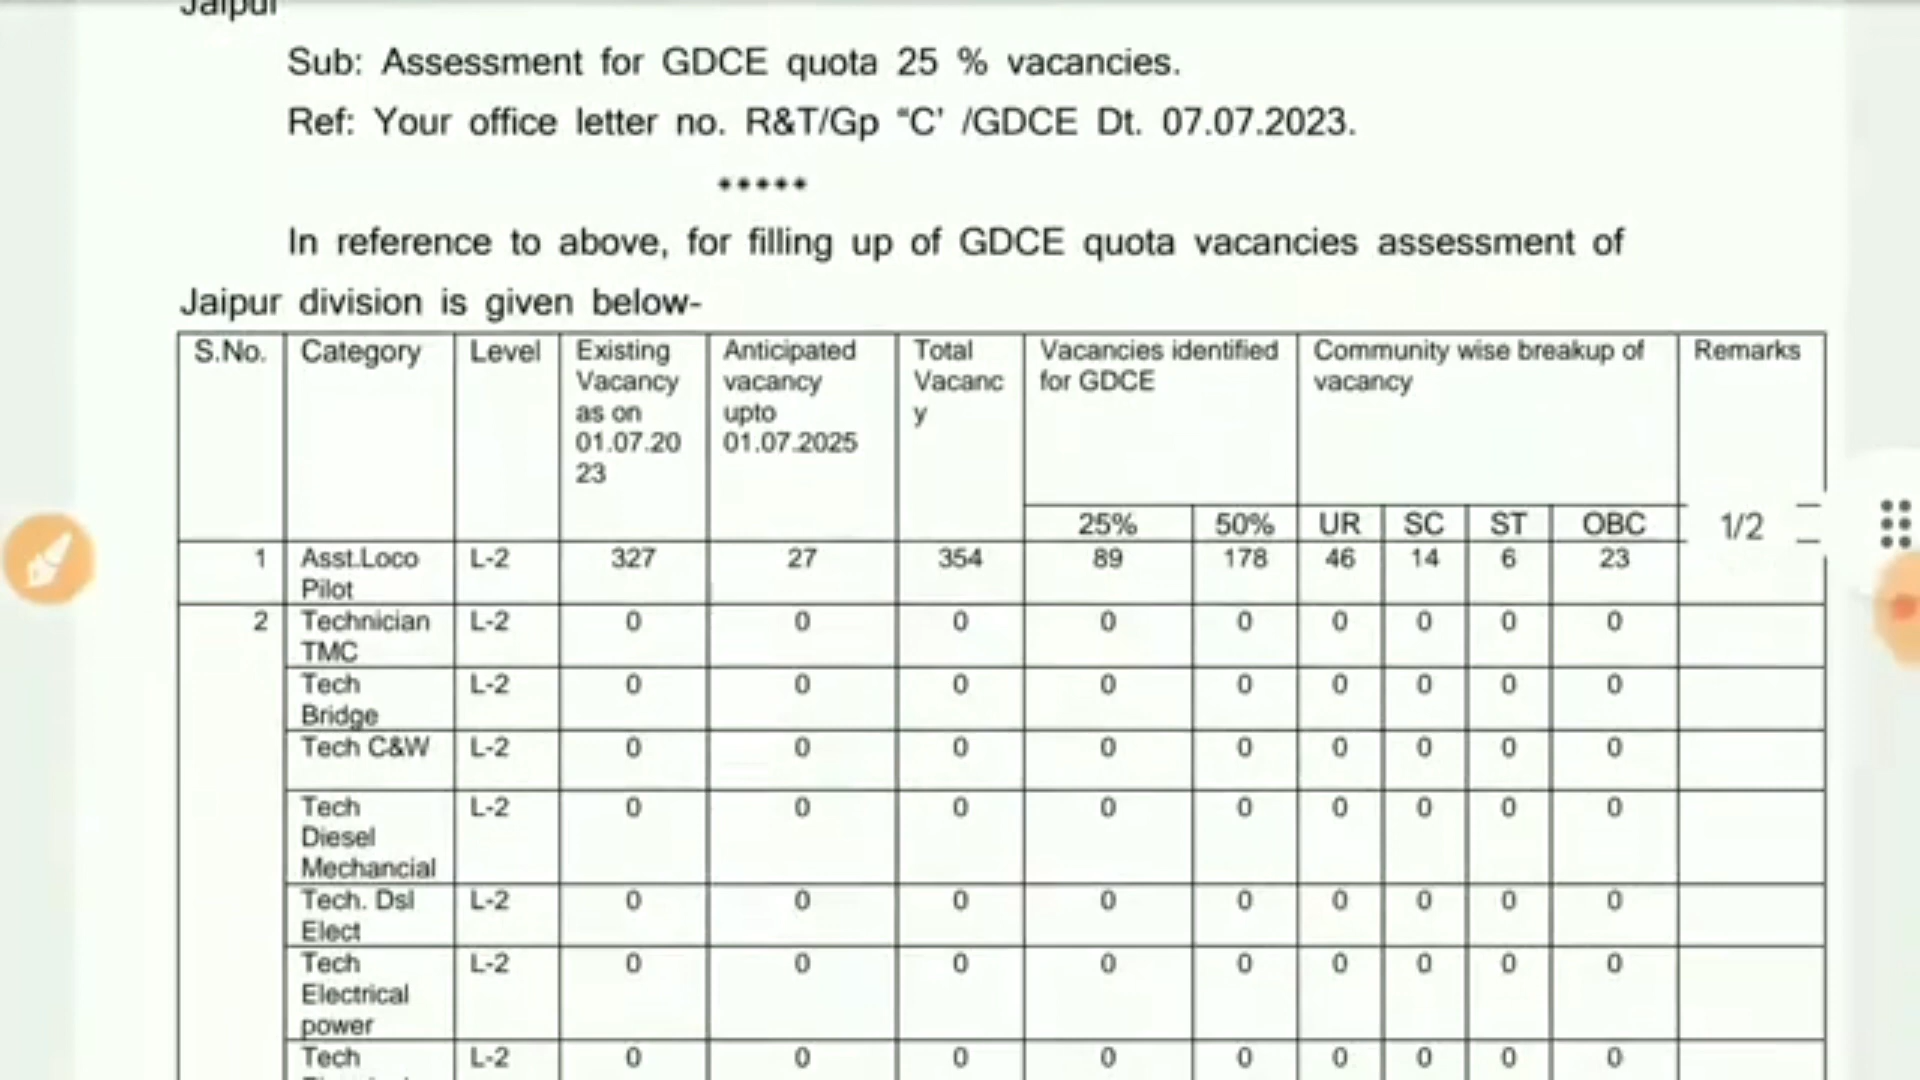 Jaipur
Sub: Assessment for GDCE quota 25 % vacancies.
Ref: Your office letter no. R&T/Gp “C’ /GDCE Dt. 07.07.2023.
*****
In reference to above, for filling up of GDCE quota vacancies assessment of
Jaipur division is given below-
S.No. Category Level Existing Vacancy as on 01.07.20 23 Anticipated vacancy upto 01.07.2025 Total Vacanc y Vacancies identified for GDCE Community wise breakup of vacancy Remarks
25% 50% UR SC ST OBC 1/2
1 Asst.Loco Pilot L-2 327 27 354 89 178 46 14 6 23
2 Technician TMC L-2 0 0 0 0 0 0 0 0 0
Tech Bridge L-2 0 0 0 0 0 0 0 0 0
Tech C&W L-2 0 0 0 0 0 0 0 0 0
Tech Diesel Mechancial L-2 0 0 0 0 0 0 0 0 0
Tech. Dsl Elect L-2 0 0 0 0 0 0 0 0 0
Tech Electrical power L-2 0 0 0 0 0 0 0 0 0
Tech L-2 0 0 0 0 0 0 0 0 0